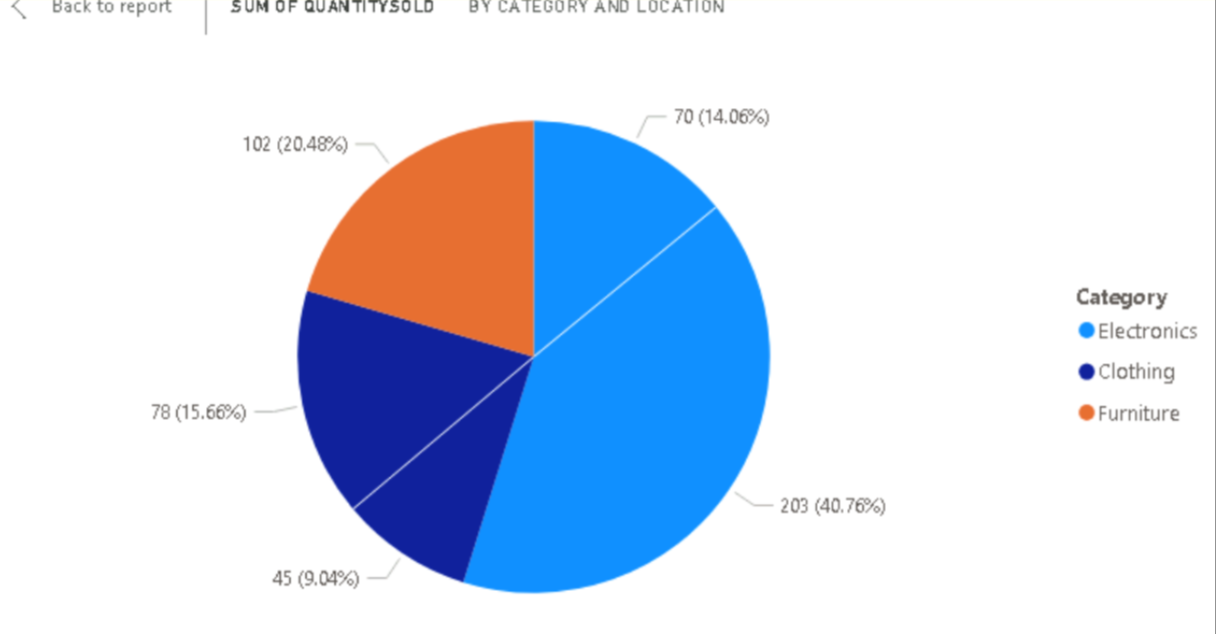 Back to report
SUM OF QUANTITYSOLD BY CATEGORY AND LOCATION
70 (14.06%)
102 (20.48%)
Category
Electronics
Clothing
Furniture
78 (15.66%)
203 (40.76%)
45 (9.04%)